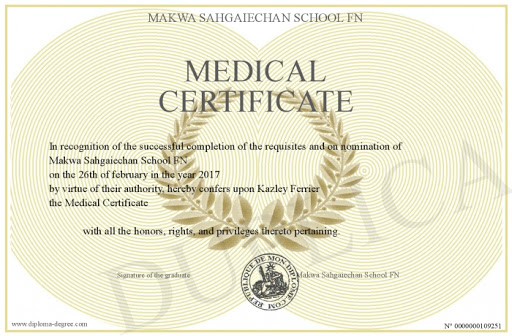 MAKWA SAHGAIECHAN SCHOOL FN
MEDICAL
CERTIFICATE
In recognition of the successful completion of the requisites and on nomination of
Makwa Sahgaiechan School FN
on the 26th of february in the year 2017
by virtue of their authority, hereby confers upon Kazley Ferrier
the Medical Certificate
with all the honors, rights, and privileges thereto pertaining.
DUPLICA
REPUBLIQUE DE MON-DIPLOME.COM
Signature of the graduate
Makwa Sahgaiechan School FN
www.diploma-degree.com
N° 0000000109251